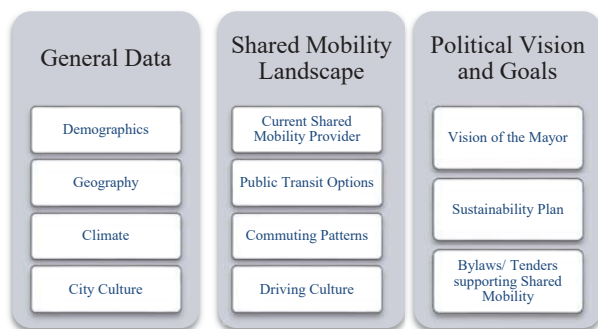 General Data
Demographics
Geography
Climate
City Culture
Shared Mobility
Landscape
Current Shared
Mobility Provider
Public Transit Options
Commuting Patterns
Driving Culture
Political Vision
and Goals
Vision of the Mayor
Sustainability Plan
Bylaws/ Tenders
supporting Shared
Mobility